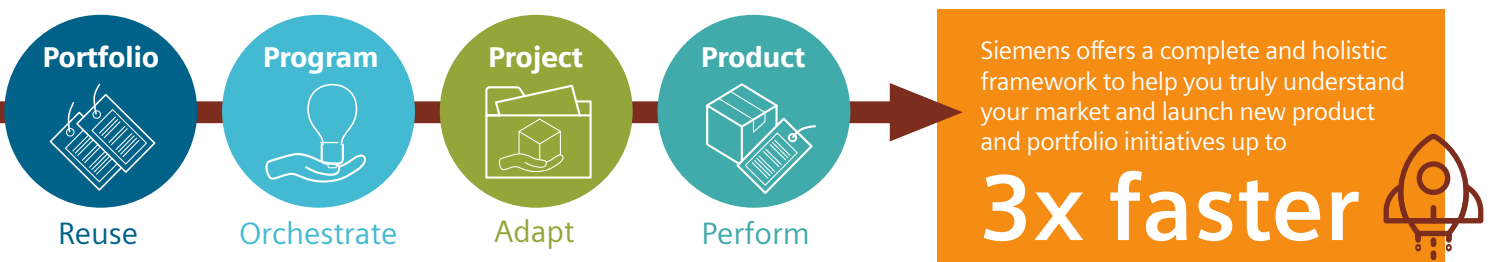 Portfolio
Reuse
Program
Orchestrate
Project
Adapt
Product
Perform
Siemens offers a complete and holistic
framework to help you truly understand
your market and launch new product
and portfolio initiatives up to
3x faster